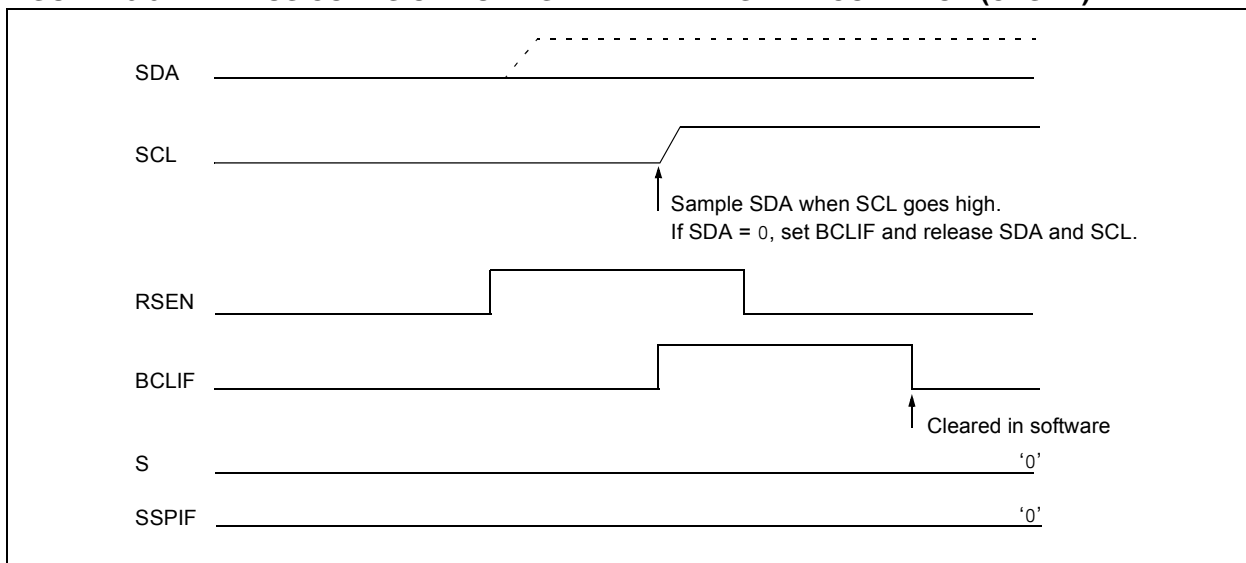 SDA
SCL
Sample SDA when SCL goes high.
If SDA = 0, set BCLIF and release SDA and SCL.
RSEN
BCLIF
Cleared in software
S
‘0’
SSPIF
‘0’